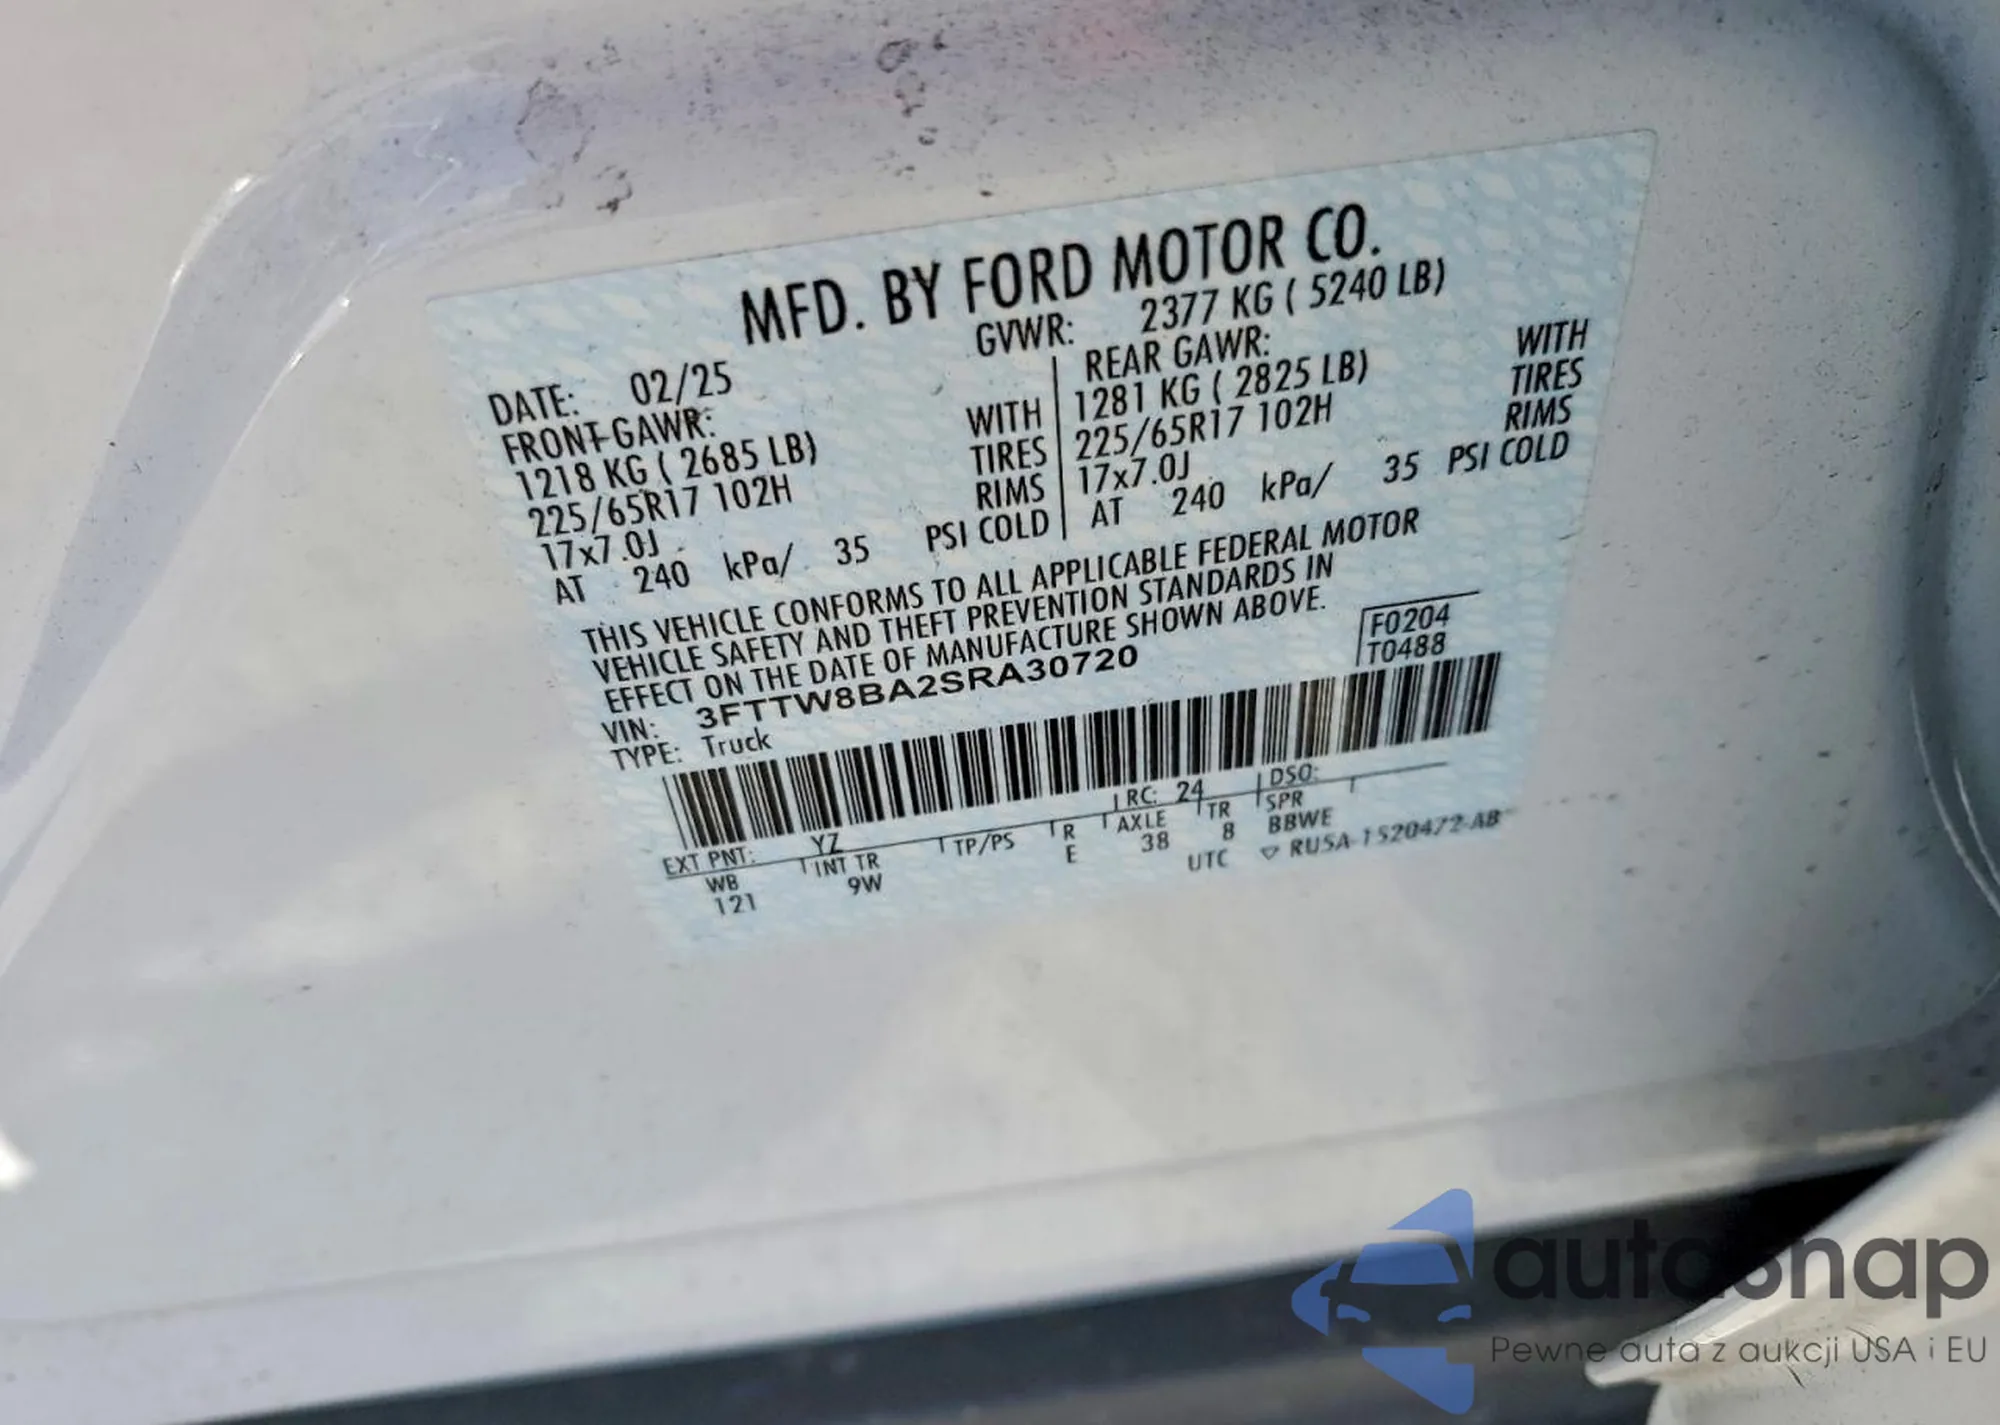 MFD. BY FORD MOTOR CO.
DATE: 02/25 GVWR: 2377 KG ( 5240 LB)
FRONT GAWR: REAR GAWR:
1218 KG ( 2685 LB) WITH 1281 KG ( 2825 LB) WITH
225/65R17 102H TIRES 225/65R17 102H TIRES
17x7.0J RIMS 17x7.0J RIMS
AT 240 kPa/ 35 PSI COLD AT 240 kPa/ 35 PSI COLD
THIS VEHICLE CONFORMS TO ALL APPLICABLE FEDERAL MOTOR
VEHICLE SAFETY AND THEFT PREVENTION STANDARDS IN
EFFECT ON THE DATE OF MANUFACTURE SHOWN ABOVE.
VIN: 3FTTW8BA2SRA30720 F0204
TYPE: Truck T0488
EXT PNT: YZ RC: 24 DSO:
WB INT TR TP/PS R AXLE TR SPR
121 9W E 38 8 BBWE
UTC ▽ RU5A-1520472-AB
autosnap
Pewne auta z aukcji USA i EU